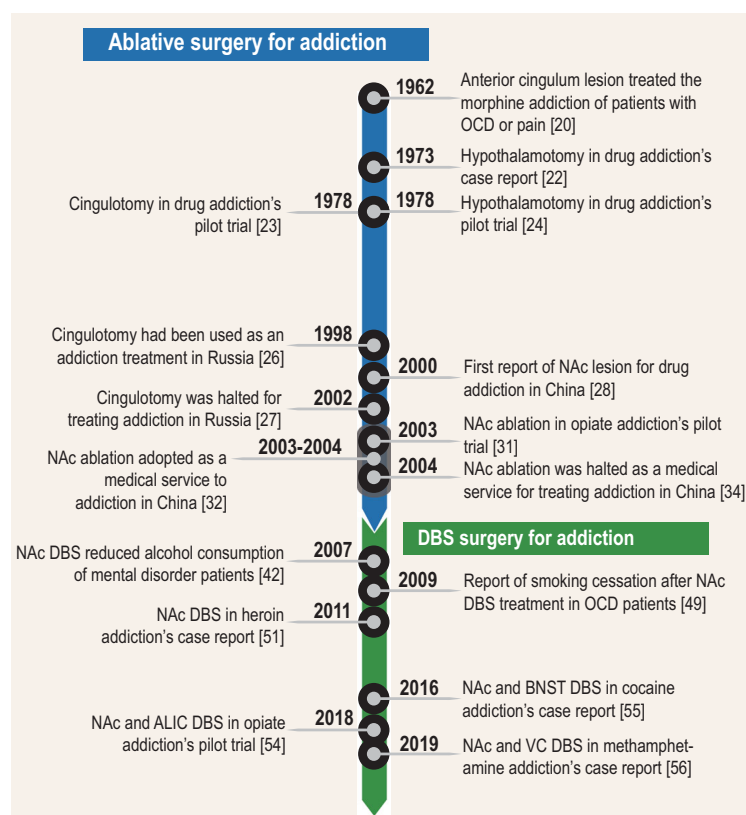 Ablative surgery for addiction
1962
Anterior cingulum lesion treated the
morphine addiction of patients with
OCD or pain [20]
1973
Hypothalamotomy in drug addiction's
case report [22]
Cingulotomy in drug addiction's
pilot trial [23]
1978
1978
Hypothalamotomy in drug addiction's
pilot trial [24]
Cingulotomy had been used as an
addiction treatment in Russia [26]
1998
2000
First report of NAc lesion for drug
addiction in China [28]
Cingulotomy was halted for
treating addiction in Russia [27]
2002
2003
NAc ablation in opiate addiction's pilot
trial [31]
2003-2004
NAc ablation adopted as a
medical service to
addiction in China [32]
2004
NAc ablation was halted as a medical
service for treating addiction in China [34]
DBS surgery for addiction
NAc DBS reduced alcohol consumption
of mental disorder patients [42]
2007
2009
Report of smoking cessation after NAc
DBS treatment in OCD patients [49]
NAc DBS in heroin
addiction's case report [51]
2011
2016
NAc and BNST DBS in cocaine
addiction's case report [55]
NAc and ALIC DBS in opiate
addiction's pilot trial [54]
2018
2019
NAc and VC DBS in methamphet-
amine addiction's case report [56]